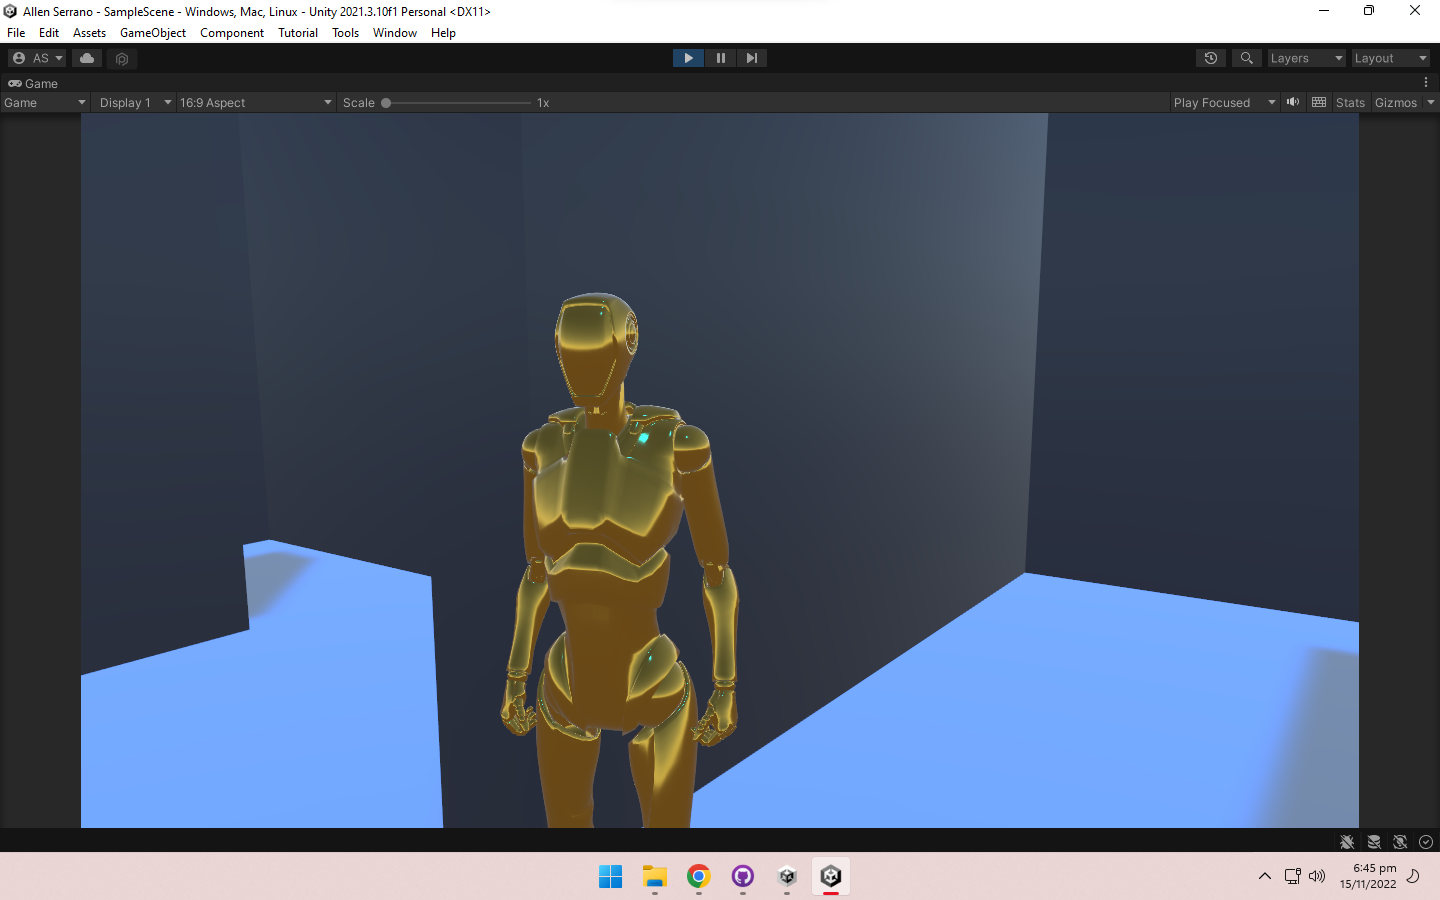 Allen Serrano - SampleScene - Windows, Mac, Linux - Unity 2021.3.10f1 Personal <DX11>
File Edit Assets GameObject Component Tutorial Tools Window Help
AS Layers Layout
Game
Game Display 1 16:9 Aspect Scale 1x Play Focused Stats Gizmos
6:45 pm
15/11/2022